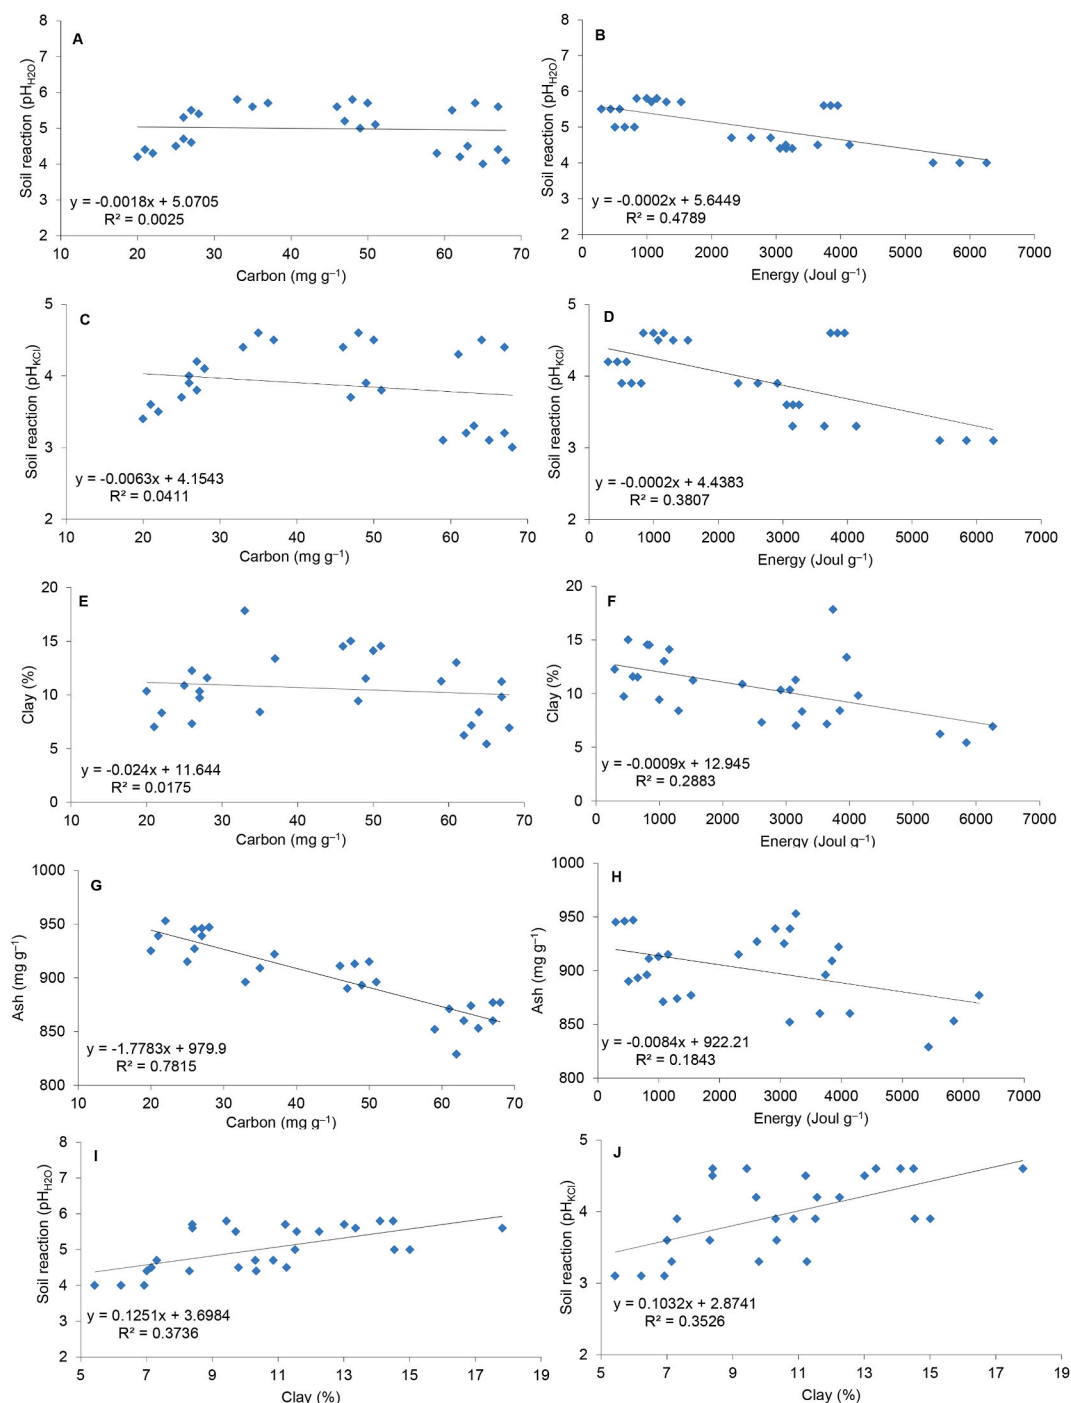 A
Soil reaction (pHH2O)
8
7
6
5
4
3
2
y = -0.0018x + 5.0705
R² = 0.0025
10 20 30 40 50 60 70
Carbon (mg g–1)
B
Soil reaction (pHH2O)
8
7
6
5
4
3
2
y = -0.0002x + 5.6449
R² = 0.4789
0 1000 2000 3000 4000 5000 6000 7000
Energy (Joul g–1)
C
Soil reaction (pHKCl)
5
4
3
2
y = -0.0063x + 4.1543
R² = 0.0411
10 20 30 40 50 60 70
Carbon (mg g–1)
D
Soil reaction (pHKCl)
5
4
3
2
y = -0.0002x + 4.4383
R² = 0.3807
0 1000 2000 3000 4000 5000 6000 7000
Energy (Joul g–1)
E
Clay (%)
20
15
10
5
0
y = -0.024x + 11.644
R² = 0.0175
10 20 30 40 50 60 70
Carbon (mg g–1)
F
Clay (%)
20
15
10
5
0
y = -0.0009x + 12.945
R² = 0.2883
0 1000 2000 3000 4000 5000 6000 7000
Energy (Joul g–1)
G
Ash (mg g–1)
1000
950
900
850
800
y = -1.7783x + 979.9
R² = 0.7815
10 20 30 40 50 60 70
Carbon (mg g–1)
H
Ash (mg g–1)
1000
950
900
850
800
y = -0.0084x + 922.21
R² = 0.1843
0 1000 2000 3000 4000 5000 6000 7000
Energy (Joul g–1)
I
Soil reaction (pHH2O)
8
7
6
5
4
3
2
y = 0.1251x + 3.6984
R² = 0.3736
5 7 9 11 13 15 17 19
Clay (%)
J
Soil reaction (pHKCl)
5
4
3
2
y = 0.1032x + 2.8741
R² = 0.3526
5 7 9 11 13 15 17 19
Clay (%)